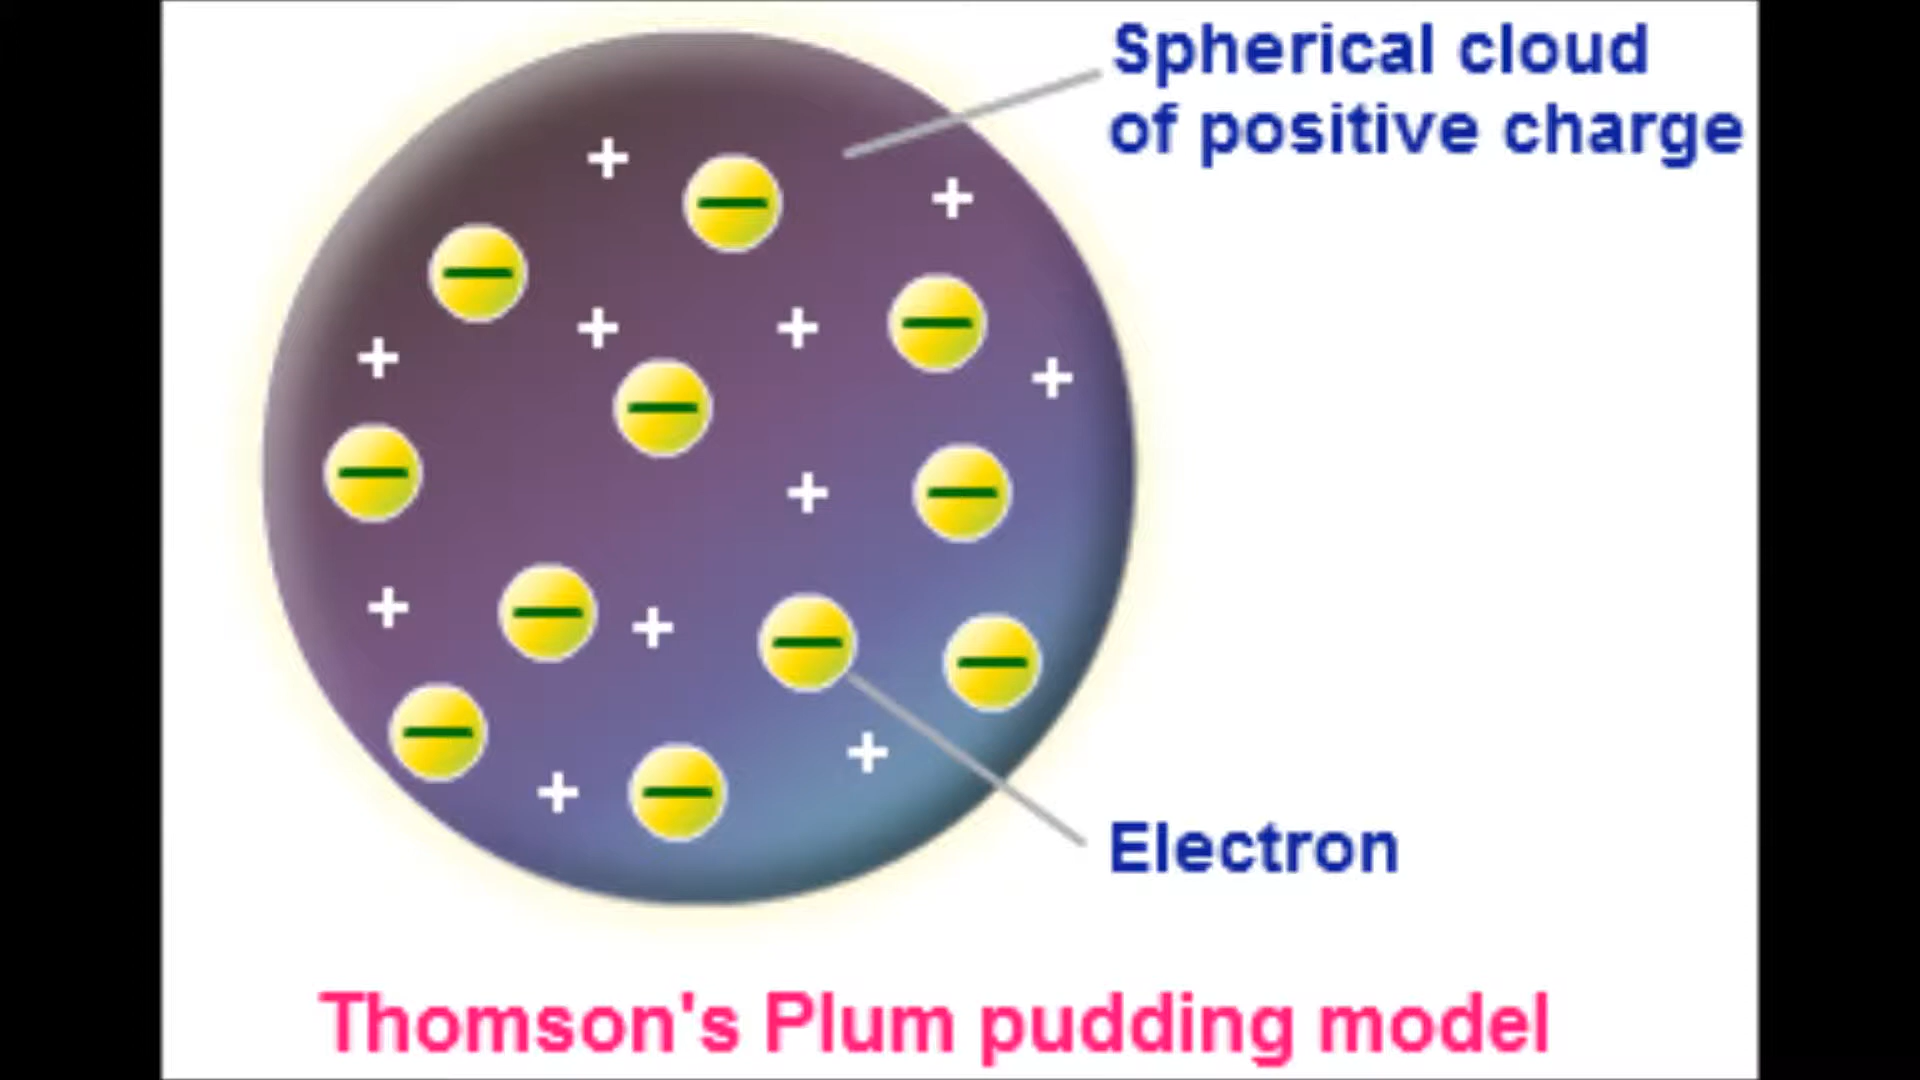 Spherical cloud
of positive charge
Electron
Thomson's Plum pudding model